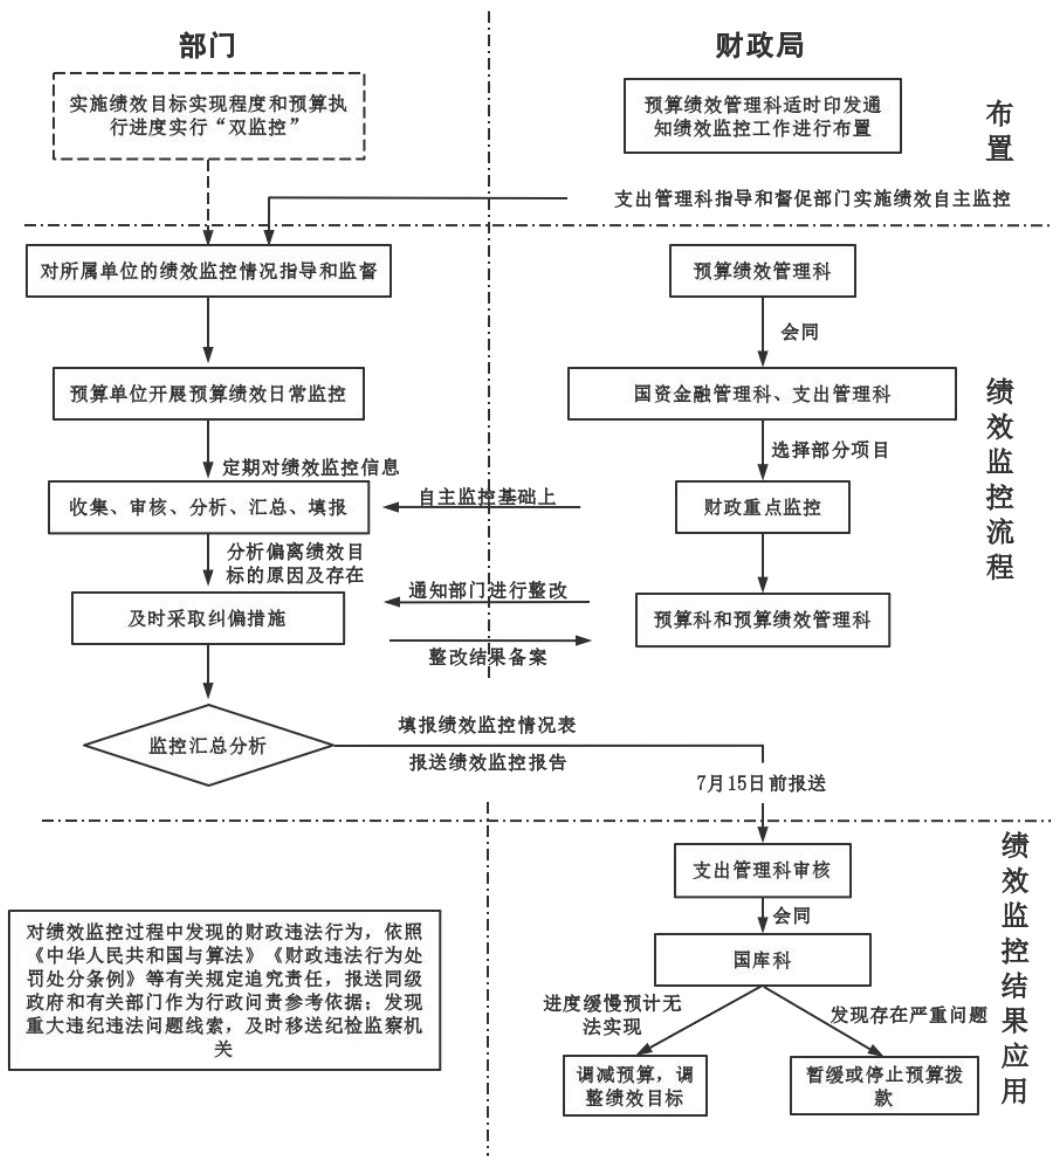 部门
财政局
实施绩效目标实现程度和预算执
行进度实行“双监控”
预算绩效管理科适时印发通
知绩效监控工作进行布置
布
置
支出管理科指导和督促部门实施绩效自主监控
对所属单位的绩效监控情况指导和监督
预算绩效管理科
会同
预算单位开展预算绩效日常监控
国资金融管理科、支出管理科
绩
效
监
控
流
程
定期对绩效监控信息
选择部分项目
收集、审核、分析、汇总、填报
自主监控基础上
财政重点监控
分析偏离绩效目
标的原因及存在
及时采取纠偏措施
通知部门进行整改
整改结果备案
预算科和预算绩效管理科
监控汇总分析
填报绩效监控情况表
报送绩效监控报告
7月15日前报送
支出管理科审核
会同
国库科
绩
效
监
控
结
果
应
用
对绩效监控过程中发现的财政违法行为，依照
《中华人民共和国与算法》《财政违法行为处
罚处分条例》等有关规定追究责任，报送同级
政府和有关部门作为行政问责参考依据；发现
重大违纪违法问题线索，及时移送纪检监察机
关
进度缓慢预计无
法实现
发现存在严重问题
调减预算，调
整绩效目标
暂缓或停止预算拨
款